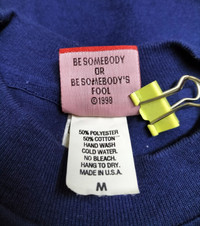 BE SOMEBODY
OR
BE SOMEBODY'S
FOOL
©1998
50% POLYESTER
50% COTTON
HAND WASH
COLD WATER.
NO BLEACH.
HANG TO DRY.
MADE IN U.S.A.
M